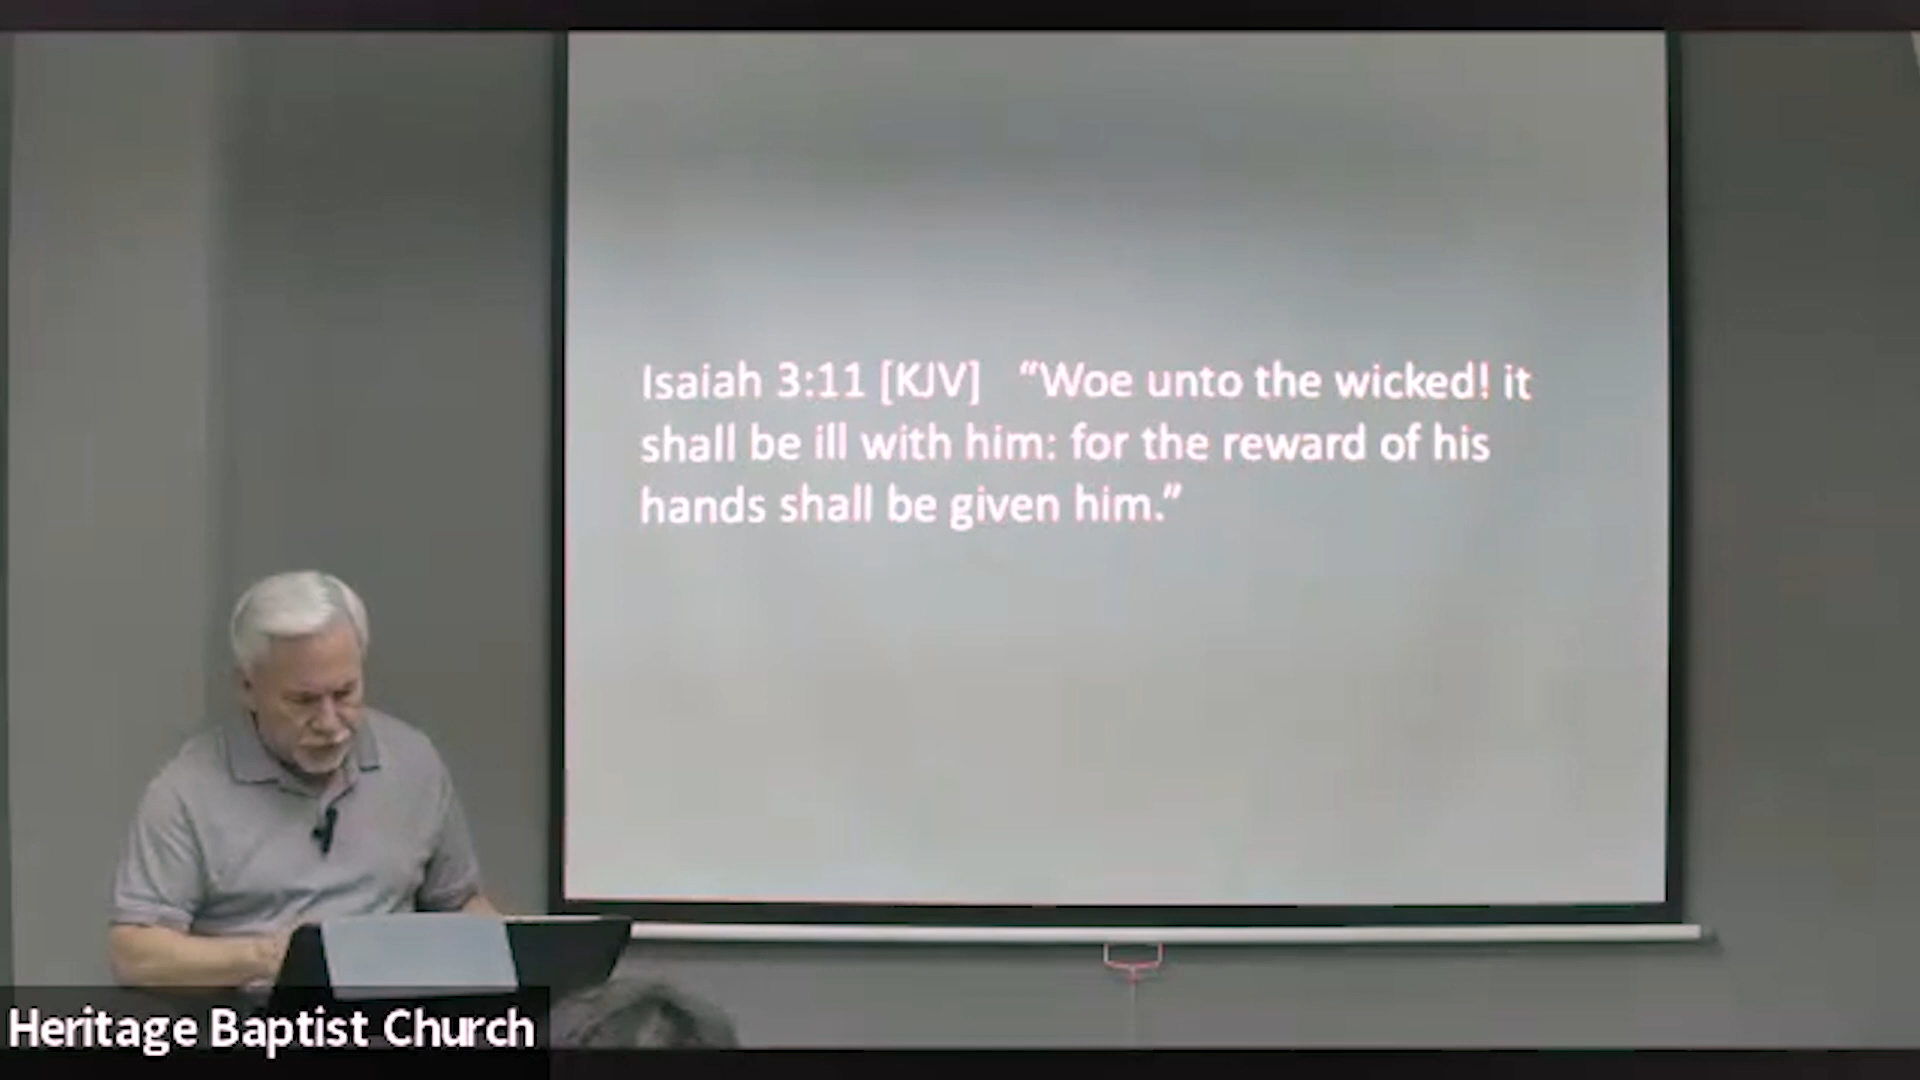 Isaiah 3:11 [KJV]   “Woe unto the wicked! it
shall be ill with him: for the reward of his
hands shall be given him.”
Heritage Baptist Church